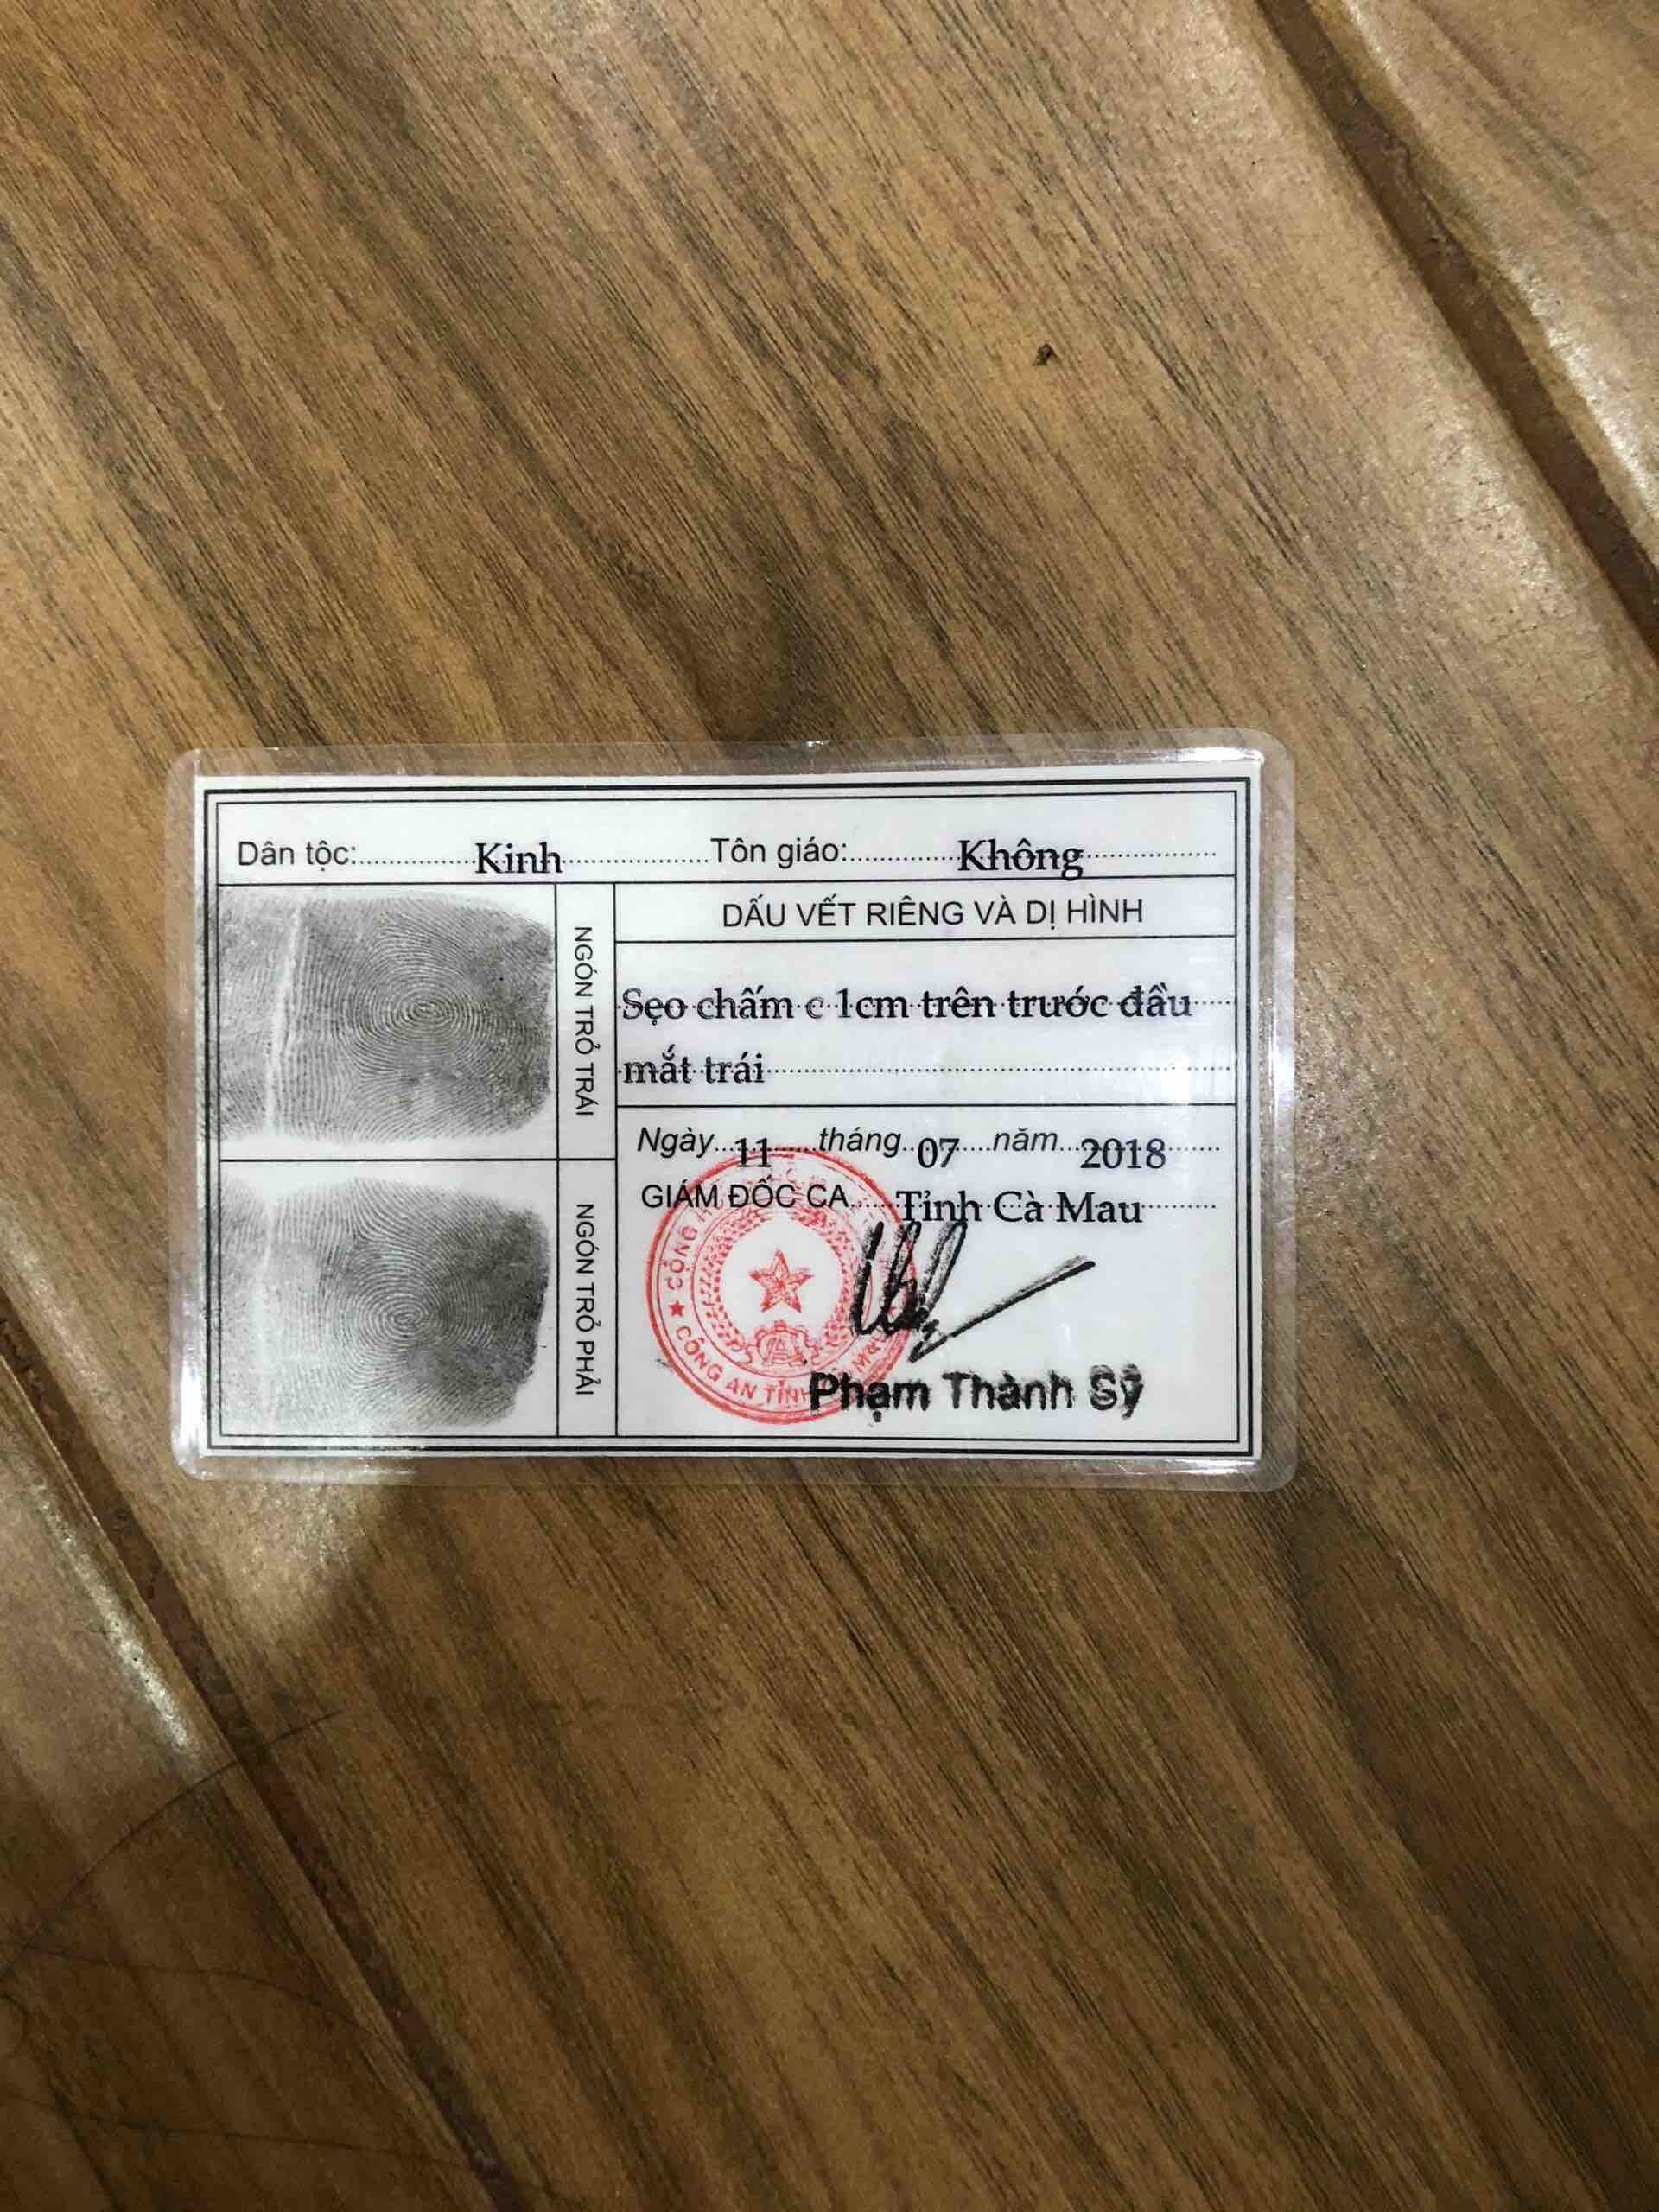 Dân tộc: Kinh Tôn giáo: Không
NGÓN TRỎ TRÁI
DẤU VẾT RIÊNG VÀ DỊ HÌNH
Sẹo chấm c 1cm trên trước đầu
mắt trái
Ngày 11 tháng 07 năm 2018
GIÁM ĐỐC CA Tỉnh Cà Mau
NGÓN TRỎ PHẢI
CÔNG AN TỈNH
Phạm Thành Sỹ